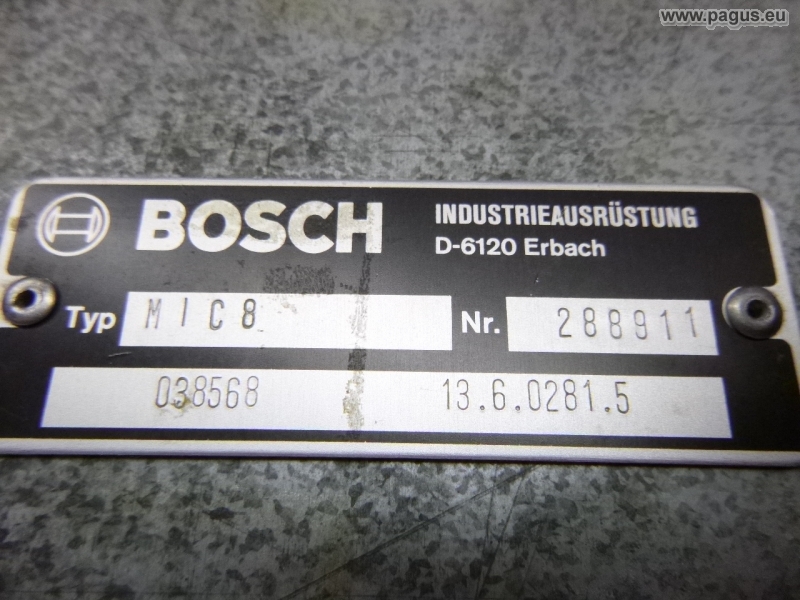 www.pagus.eu
BOSCH INDUSTRIEAUSRÜSTUNG
D-6120 Erbach
Typ MIC8 Nr. 288911
038568 13.6.0281.5